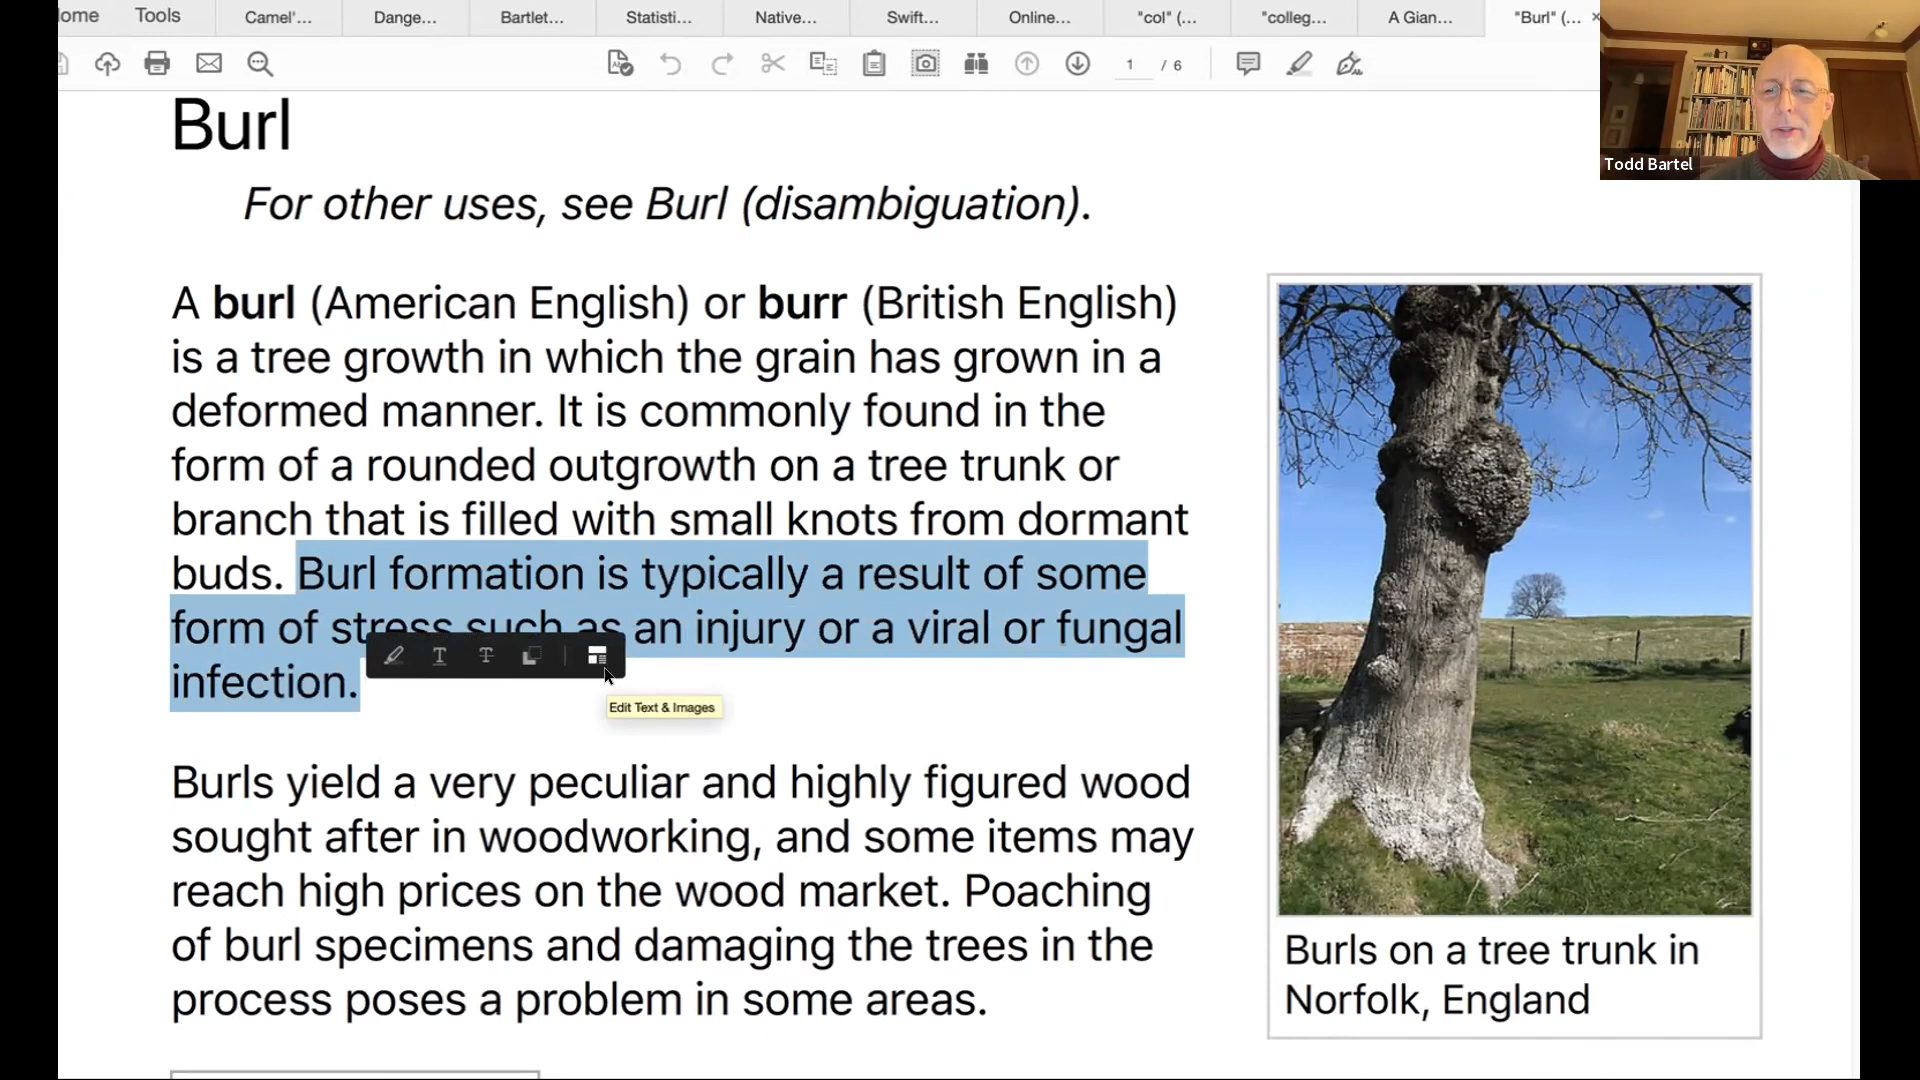 ome Tools Camel'... Dange... Bartlet... Statisti... Native... Swift... Online... "col" (... "colleg... A Gian... "Burl" (... ×
1 / 6
Todd Bartel
Burl
For other uses, see Burl (disambiguation).
A burl (American English) or burr (British English)
is a tree growth in which the grain has grown in a
deformed manner. It is commonly found in the
form of a rounded outgrowth on a tree trunk or
branch that is filled with small knots from dormant
buds. Burl formation is typically a result of some
form of stress such as an injury or a viral or fungal
infection.
Edit Text & Images
Burls yield a very peculiar and highly figured wood
sought after in woodworking, and some items may
reach high prices on the wood market. Poaching
of burl specimens and damaging the trees in the
process poses a problem in some areas.
Burls on a tree trunk in
Norfolk, England